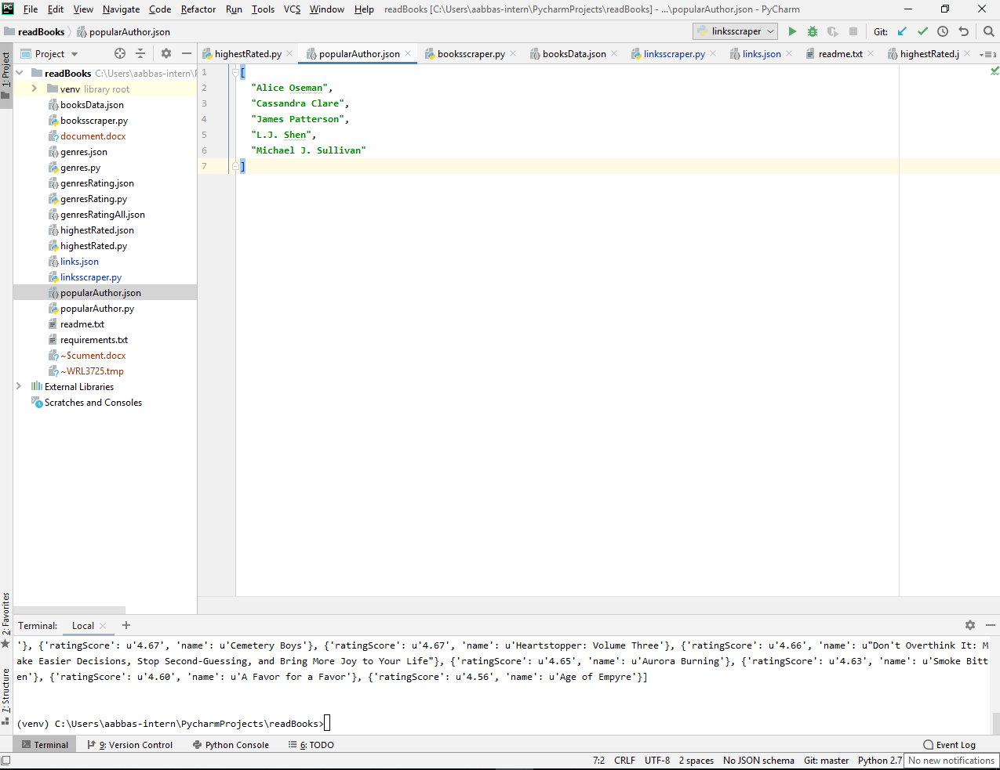 PC File Edit View Navigate Code Refactor Run Tools VCS Window Help readBooks [C:\Users\aabbas-intern\PycharmProjects\readBooks] - ...\popularAuthor.json - PyCharm
readBooks popularAuthor.json linksscraper Git:
1: Project
Project
highestRated.py popularAuthor.json booksscraper.py booksData.json linksscraper.py links.json readme.txt highestRated.j 3
readBooks C:\Users\aabbas-intern\
venv library root
booksData.json
booksscraper.py
document.docx
genres.json
genres.py
genresRating.json
genresRating.py
genresRatingAll.json
highestRated.json
highestRated.py
links.json
linksscraper.py
popularAuthor.json
popularAuthor.py
readme.txt
requirements.txt
~$cument.docx
~WRL3725.tmp
External Libraries
Scratches and Consoles
1 [
2 "Alice Oseman",
3 "Cassandra Clare",
4 "James Patterson",
5 "L.J. Shen",
6 "Michael J. Sullivan"
7 ]
2: Favorites
7: Structure
Terminal: Local +
'}, {'ratingScore': u'4.67', 'name': u'Cemetery Boys'}, {'ratingScore': u'4.67', 'name': u'Heartstopper: Volume Three'}, {'ratingScore': u'4.66', 'name': u"Don't Overthink It: M
ake Easier Decisions, Stop Second-Guessing, and Bring More Joy to Your Life"}, {'ratingScore': u'4.65', 'name': u'Aurora Burning'}, {'ratingScore': u'4.63', 'name': u'Smoke Bitt
en'}, {'ratingScore': u'4.60', 'name': u'A Favor for a Favor'}, {'ratingScore': u'4.56', 'name': u'Age of Empyre'}]
(venv) C:\Users\aabbas-intern\PycharmProjects\readBooks>
Terminal 9: Version Control Python Console 6: TODO Event Log
7:2 CRLF UTF-8 2 spaces No JSON schema Git: master Python 2.7 No new notifications